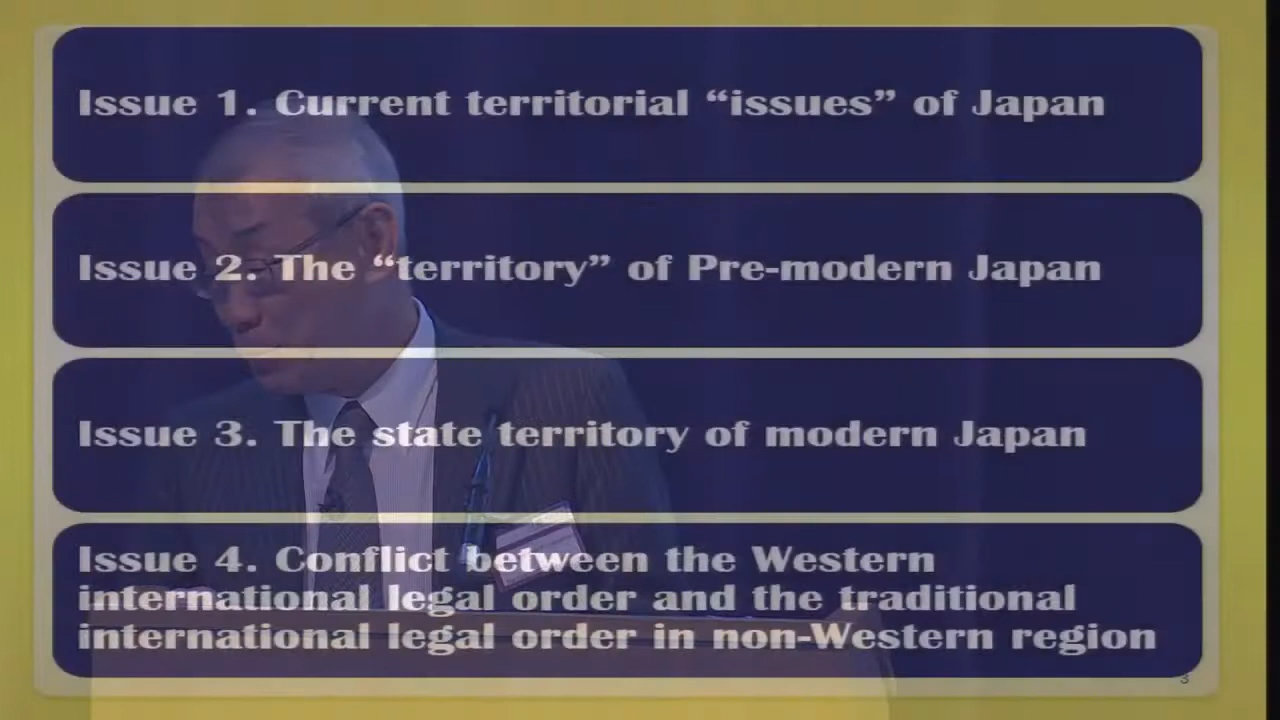 Issue 1. Current territorial “issues” of Japan
Issue 2. The “territory” of Pre-modern Japan
Issue 3. The state territory of modern Japan
Issue 4. Conflict between the Western
international legal order and the traditional
international legal order in non-Western region
3